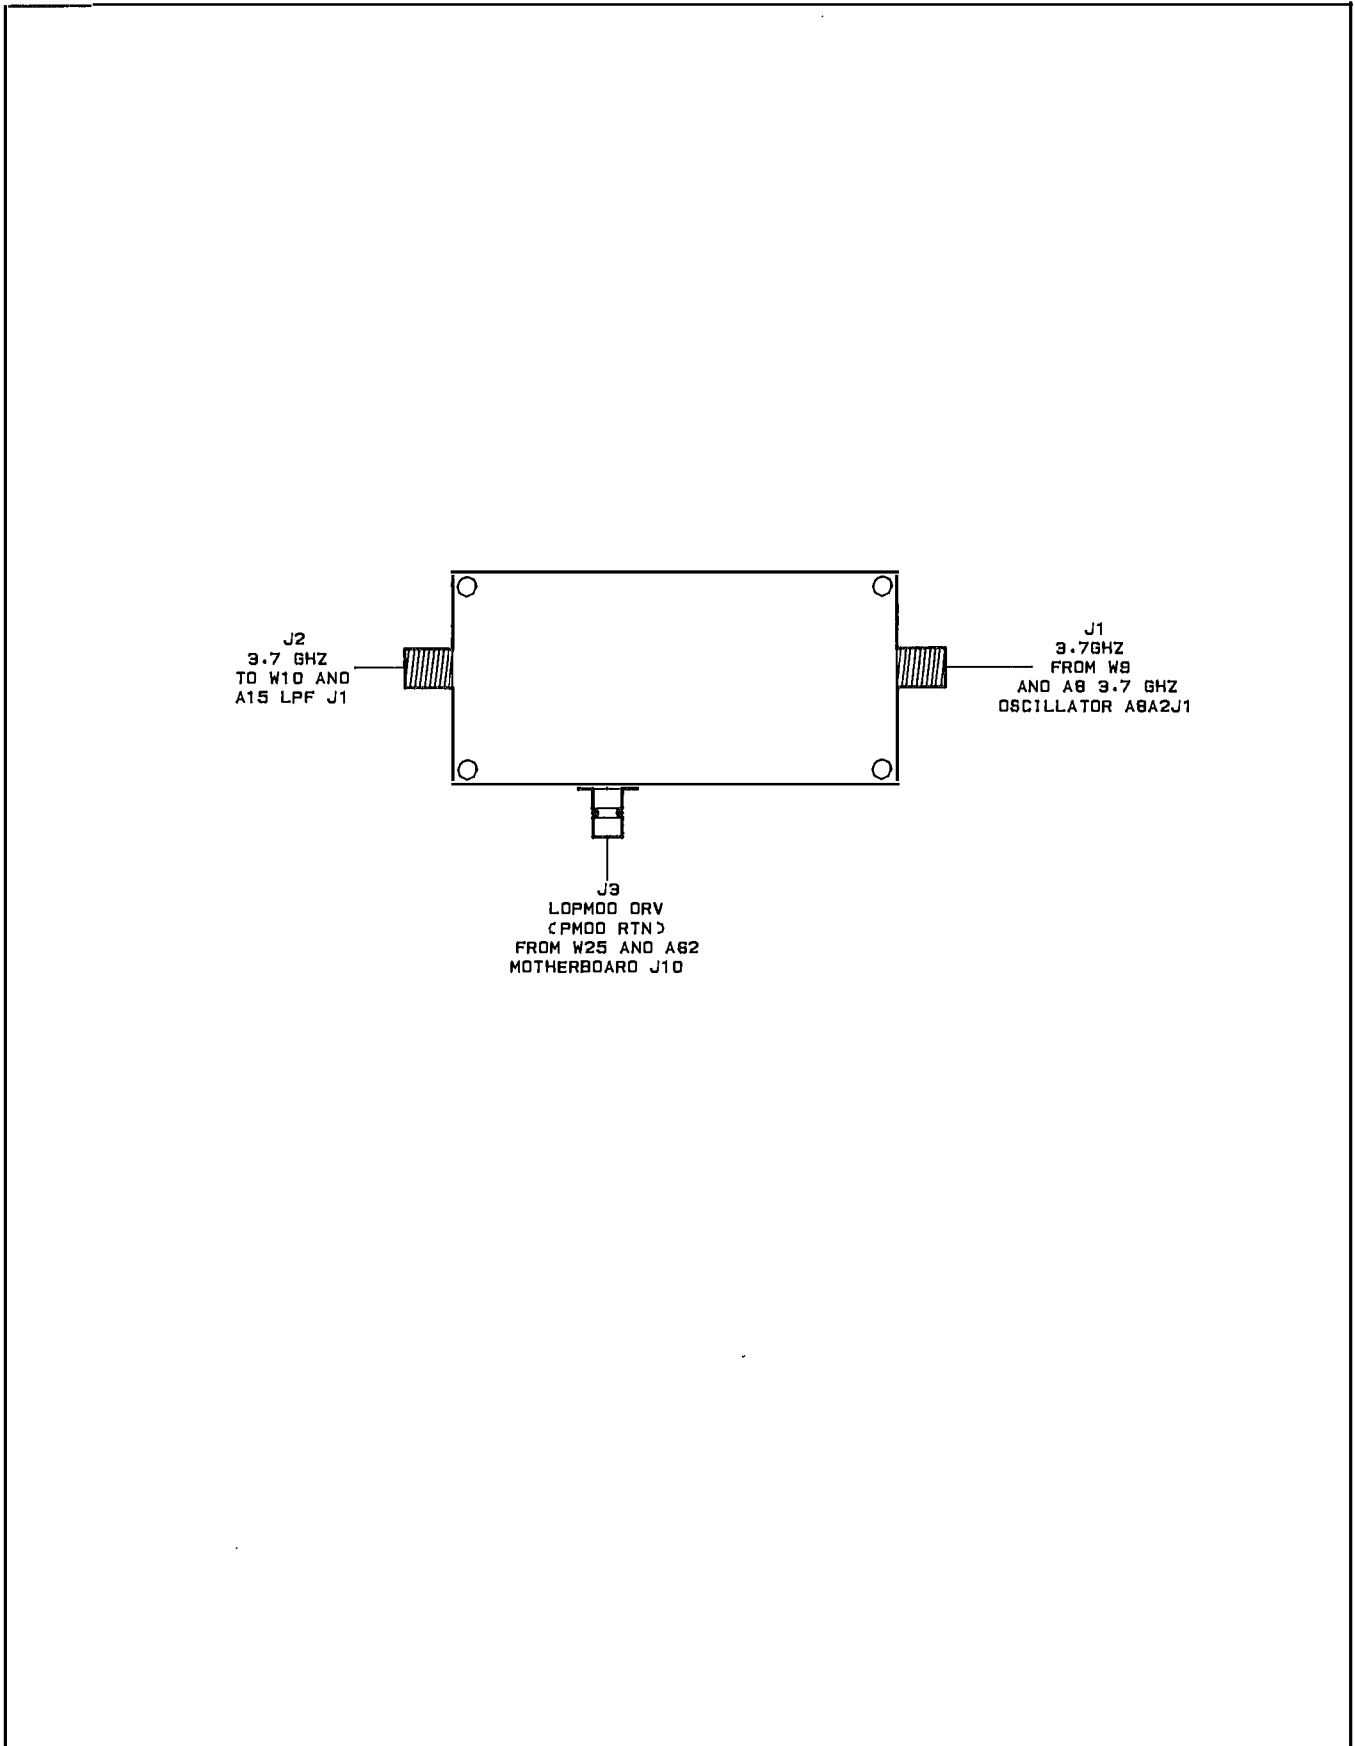 J2
3.7 GHZ
TO W10 AND
A15 LPF J1
J1
3.7GHZ
FROM W9
AND A8 3.7 GHZ
OSCILLATOR A8A2J1
J3
LOPMOD DRV
(PMOD RTN)
FROM W25 AND A62
MOTHERBOARD J10